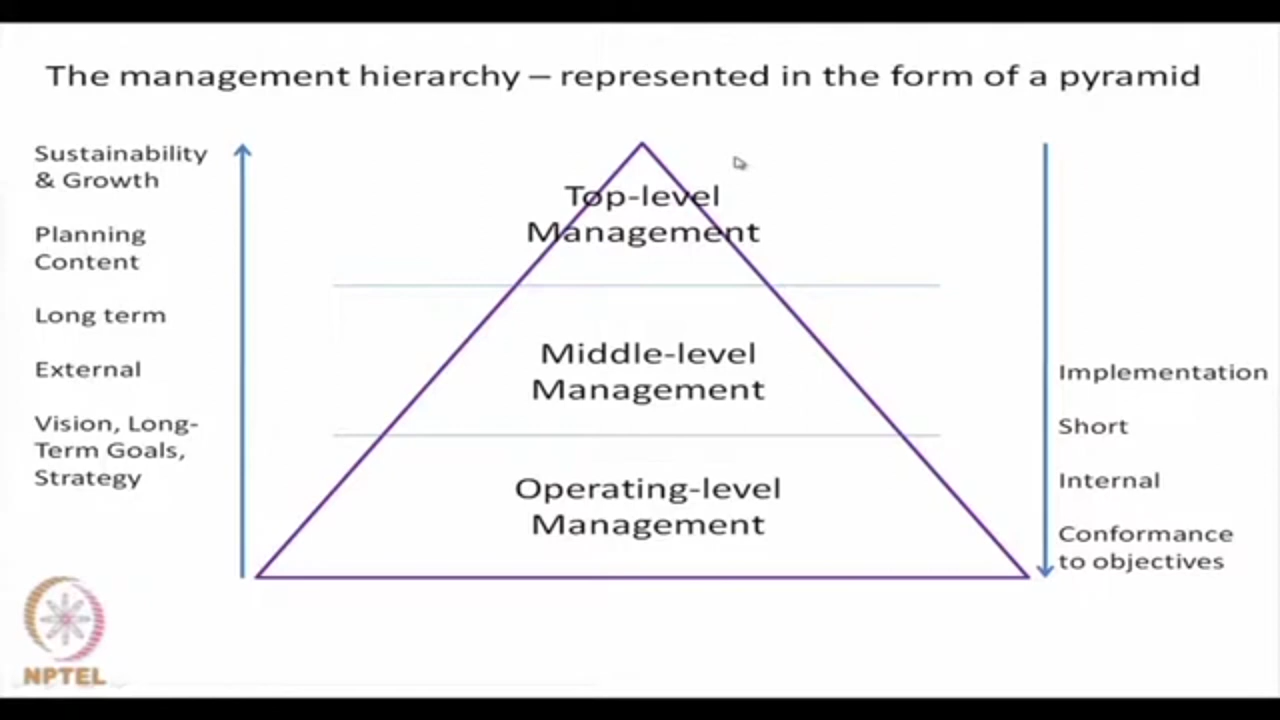 The management hierarchy – represented in the form of a pyramid
Sustainability
& Growth
Planning
Content
Long term
External
Vision, Long-
Term Goals,
Strategy
Top-level
Management
Middle-level
Management
Operating-level
Management
Implementation
Short
Internal
Conformance
to objectives
NPTEL